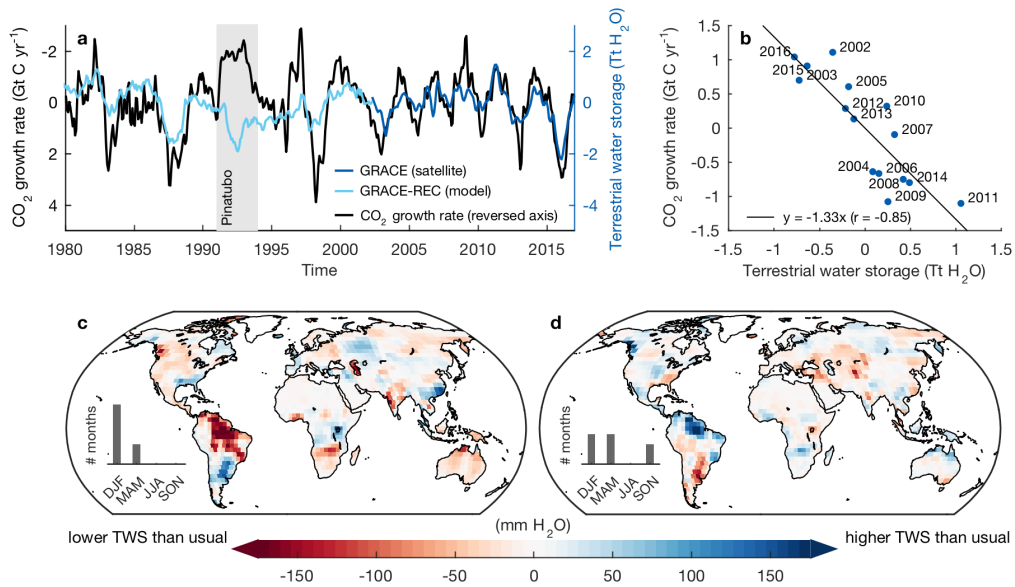 a
CO2 growth rate (Gt C yr-1)
-2
0
2
4
2
0
-2
-4
Terrestrial water storage (Tt H2O)
Pinatubo
GRACE (satellite)
GRACE-REC (model)
CO2 growth rate (reversed axis)
1980 1985 1990 1995 2000 2005 2010 2015
Time
b
CO2 growth rate (Gt C yr-1)
1.5
1
0.5
0
-0.5
-1
-1.5
2016
2002
2015
2003
2005
2012
2010
2013
2007
2004
2006
2008
2014
2009
2011
y = -1.33x (r = -0.85)
-1.5 -1 -0.5 0 0.5 1 1.5
Terrestrial water storage (Tt H2O)
c
# months
DJF
MAM
JJA
SON
d
# months
DJF
MAM
JJA
SON
(mm H2O)
lower TWS than usual
higher TWS than usual
-150 -100 -50 0 50 100 150